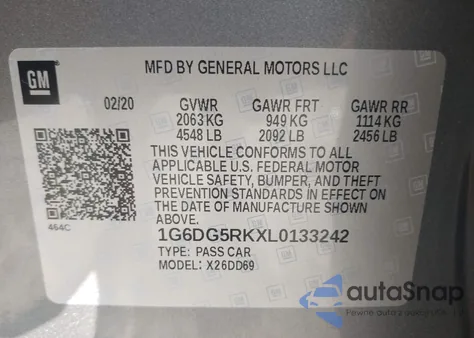 GM
MFD BY GENERAL MOTORS LLC
02/20 GVWR GAWR FRT GAWR RR
2063 KG 949 KG 1114 KG
4548 LB 2092 LB 2456 LB
THIS VEHICLE CONFORMS TO ALL
APPLICABLE U.S. FEDERAL MOTOR
VEHICLE SAFETY, BUMPER, AND THEFT
PREVENTION STANDARDS IN EFFECT ON
THE DATE OF MANUFACTURE SHOWN
ABOVE.
464C
1G6DG5RKXL0133242
TYPE: PASS CAR
MODEL: X26DD69
autoSnap
Pewne auto z aukcji